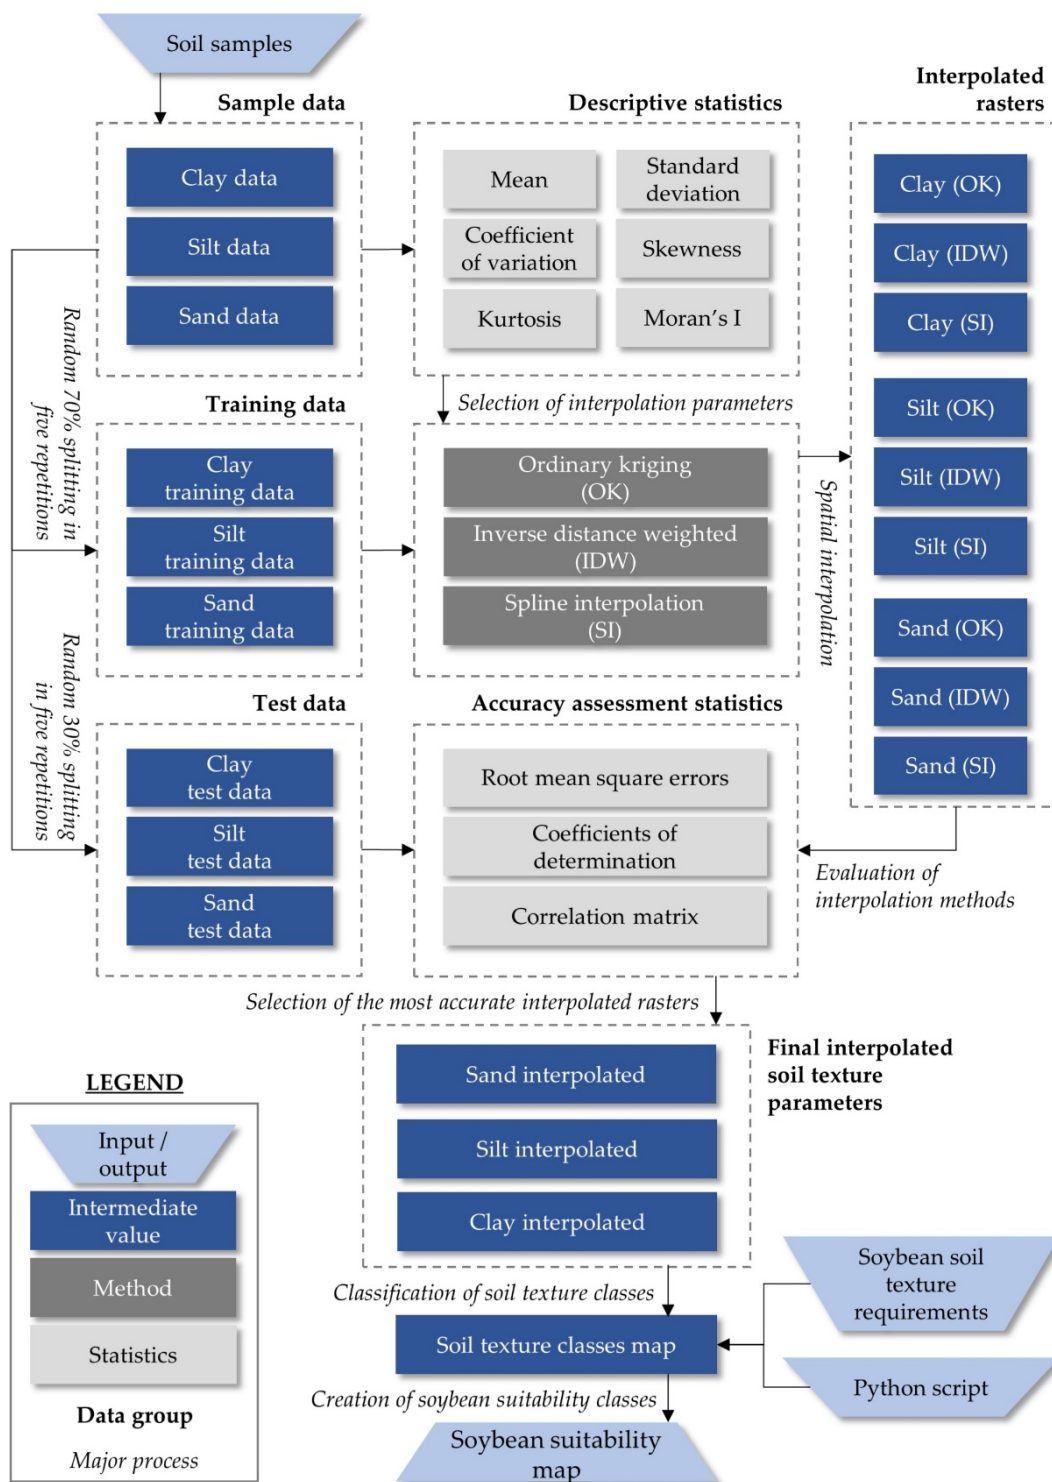 Soil samples
Sample data
Clay data
Silt data
Sand data
Descriptive statistics
Mean
Standard
deviation
Coefficient
of variation
Skewness
Kurtosis
Moran's I
Interpolated
rasters
Clay (OK)
Clay (IDW)
Clay (SI)
Silt (OK)
Silt (IDW)
Silt (SI)
Sand (OK)
Sand (IDW)
Sand (SI)
Random 70% splitting in
five repetitions
Training data
Clay
training data
Silt
training data
Sand
training data
Selection of interpolation parameters
Ordinary kriging
(OK)
Inverse distance weighted
(IDW)
Spline interpolation
(SI)
Spatial interpolation
Random 30% splitting
in five repetitions
Test data
Clay
test data
Silt
test data
Sand
test data
Accuracy assessment statistics
Root mean square errors
Coefficients of
determination
Correlation matrix
Evaluation of
interpolation methods
Selection of the most accurate interpolated rasters
Final interpolated
soil texture
parameters
Sand interpolated
Silt interpolated
Clay interpolated
Classification of soil texture classes
Soil texture classes map
Soybean soil
texture
requirements
Python script
Creation of soybean suitability classes
Soybean suitability
map
LEGEND
Input /
output
Intermediate
value
Method
Statistics
Data group
Major process